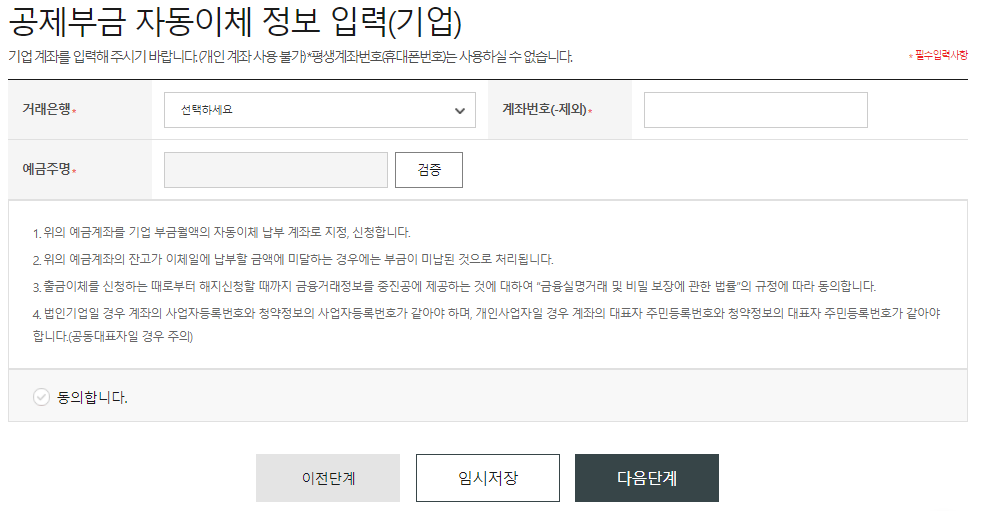 공제부금 자동이체 정보 입력(기업)
기업 계좌를 입력해 주시기 바랍니다.(개인 계좌 사용 불가)*평생계좌번호(휴대폰번호)는 사용하실 수 없습니다.
* 필수입력사항
거래은행* 선택하세요 계좌번호(-제외)*
예금주명* 검증
1. 위의 예금계좌를 기업 부금월액의 자동이체 납부 계좌로 지정, 신청합니다.
2. 위의 예금계좌의 잔고가 이체일에 납부할 금액에 미달하는 경우에는 부금이 미납된 것으로 처리됩니다.
3. 출금이체를 신청하는 때로부터 해지신청할 때까지 금융거래정보를 중진공에 제공하는 것에 대하여 "금융실명거래 및 비밀 보장에 관한 법률"의 규정에 따라 동의합니다.
4. 법인기업일 경우 계좌의 사업자등록번호와 청약정보의 사업자등록번호가 같아야 하며, 개인사업자일 경우 계좌의 대표자 주민등록번호와 청약정보의 대표자 주민등록번호가 같아야
합니다.(공동대표자일 경우 주의)
동의합니다.
이전단계 임시저장 다음단계